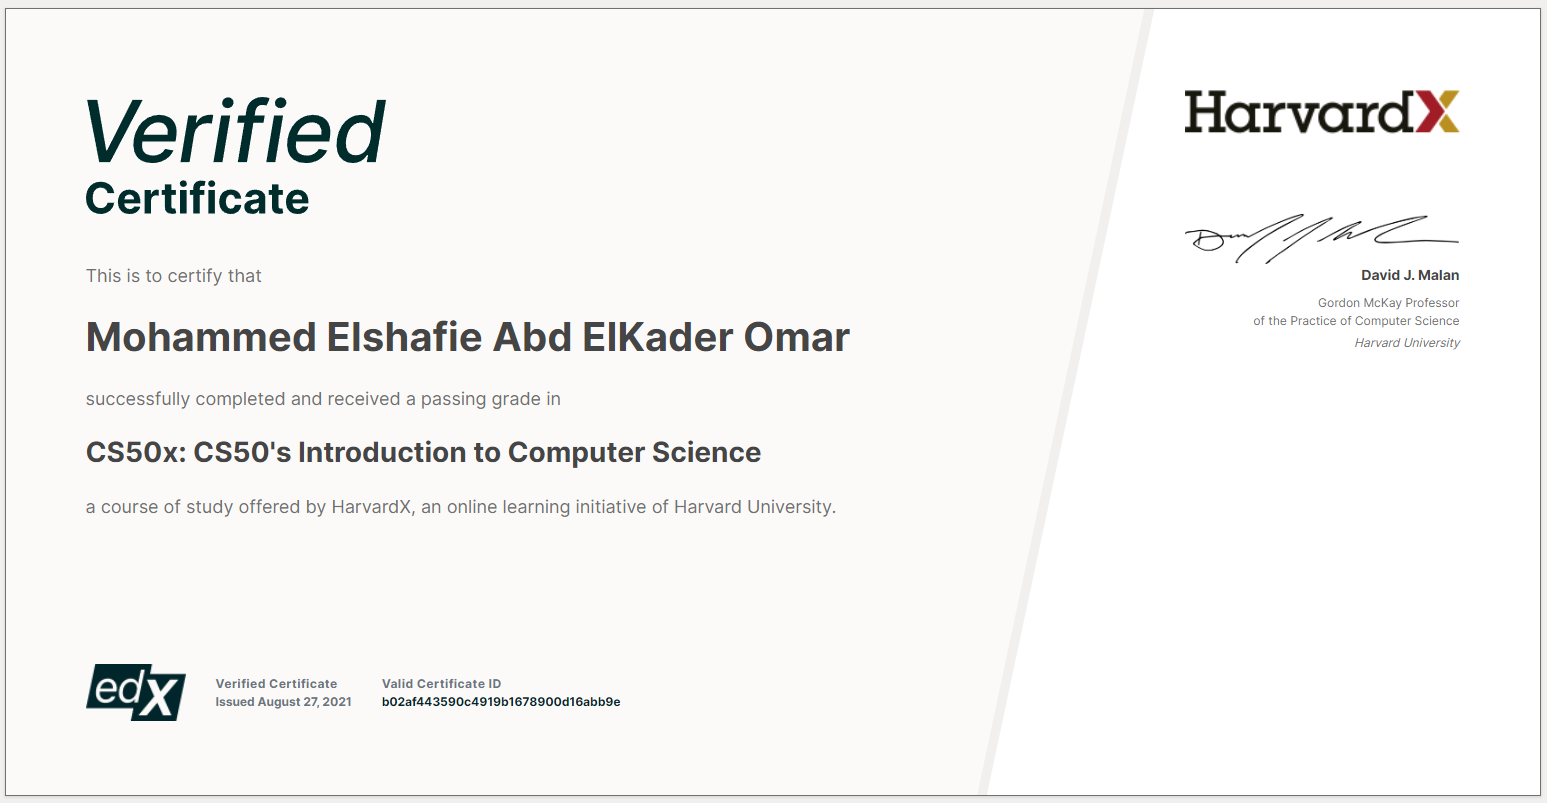 Verified
Certificate
This is to certify that
Mohammed Elshafie Abd ElKader Omar
successfully completed and received a passing grade in
CS50x: CS50's Introduction to Computer Science
a course of study offered by HarvardX, an online learning initiative of Harvard University.
edX
Verified Certificate
Issued August 27, 2021
Valid Certificate ID
b02af443590c4919b1678900d16abb9e
HarvardX
David J. Malan
Gordon McKay Professor
of the Practice of Computer Science
Harvard University